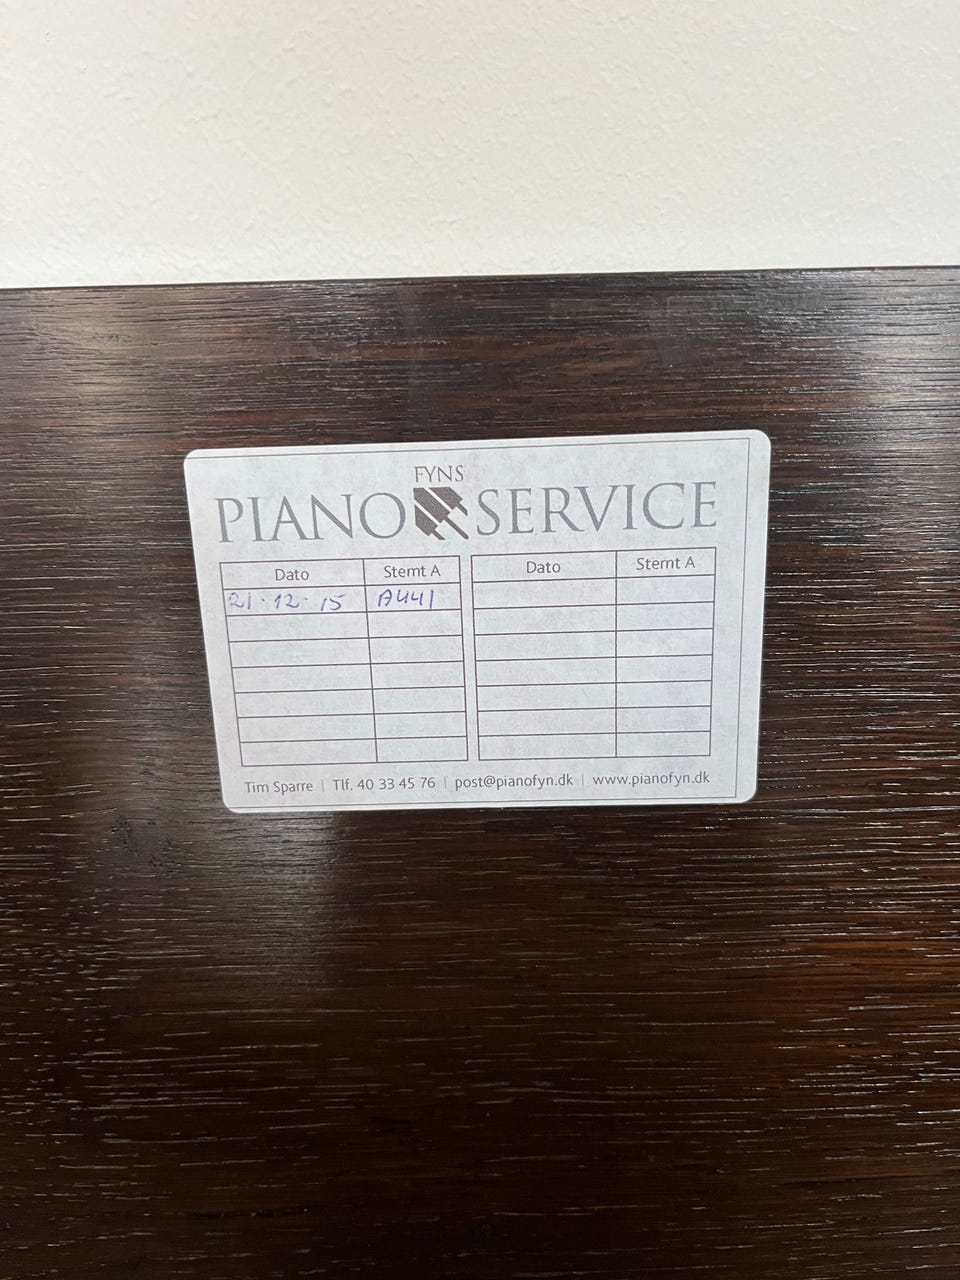 FYNS
PIANO SERVICE
Dato Stemt A Dato Stemt A
21·12·15 A441
Tim Sparre | Tlf. 40 33 45 76 | post@pianofyn.dk | www.pianofyn.dk